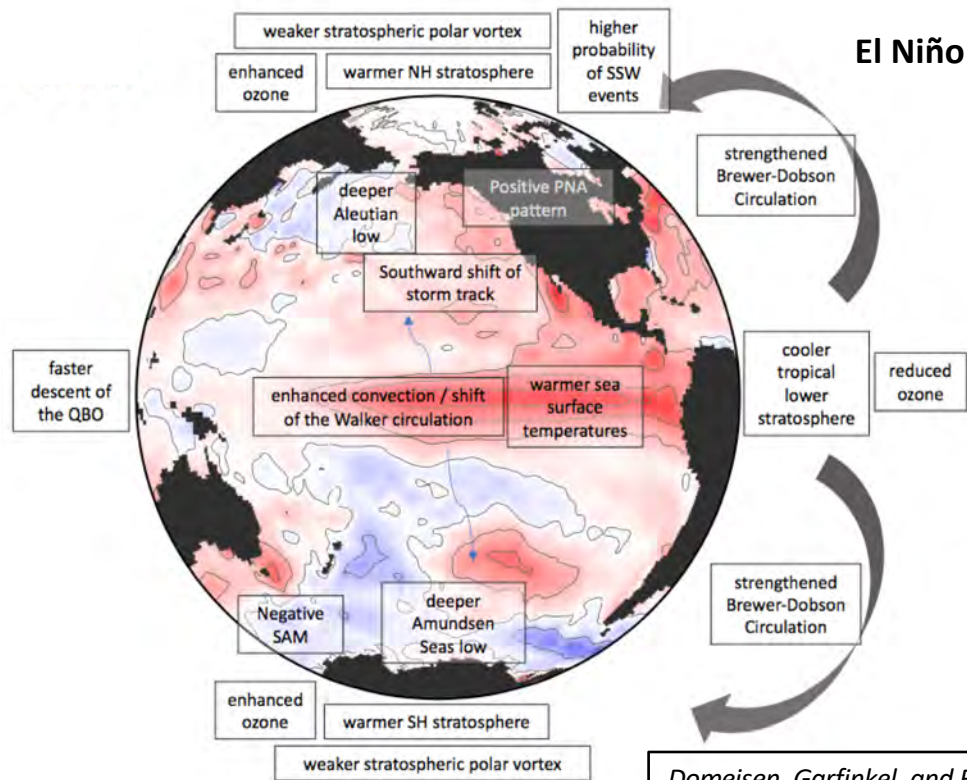 weaker stratospheric polar vortex
higher
probability
of SSW
events
El Niño
enhanced
ozone
warmer NH stratosphere
strengthened
Brewer-Dobson
Circulation
deeper
Aleutian
low
Positive PNA
pattern
Southward shift of
storm track
faster
descent of
the QBO
enhanced convection / shift
of the Walker circulation
warmer sea
surface
temperatures
cooler
tropical
lower
stratosphere
reduced
ozone
strengthened
Brewer-Dobson
Circulation
Negative
SAM
deeper
Amundsen
Seas low
enhanced
ozone
warmer SH stratosphere
weaker stratospheric polar vortex
Domeisen, Garfinkel, and